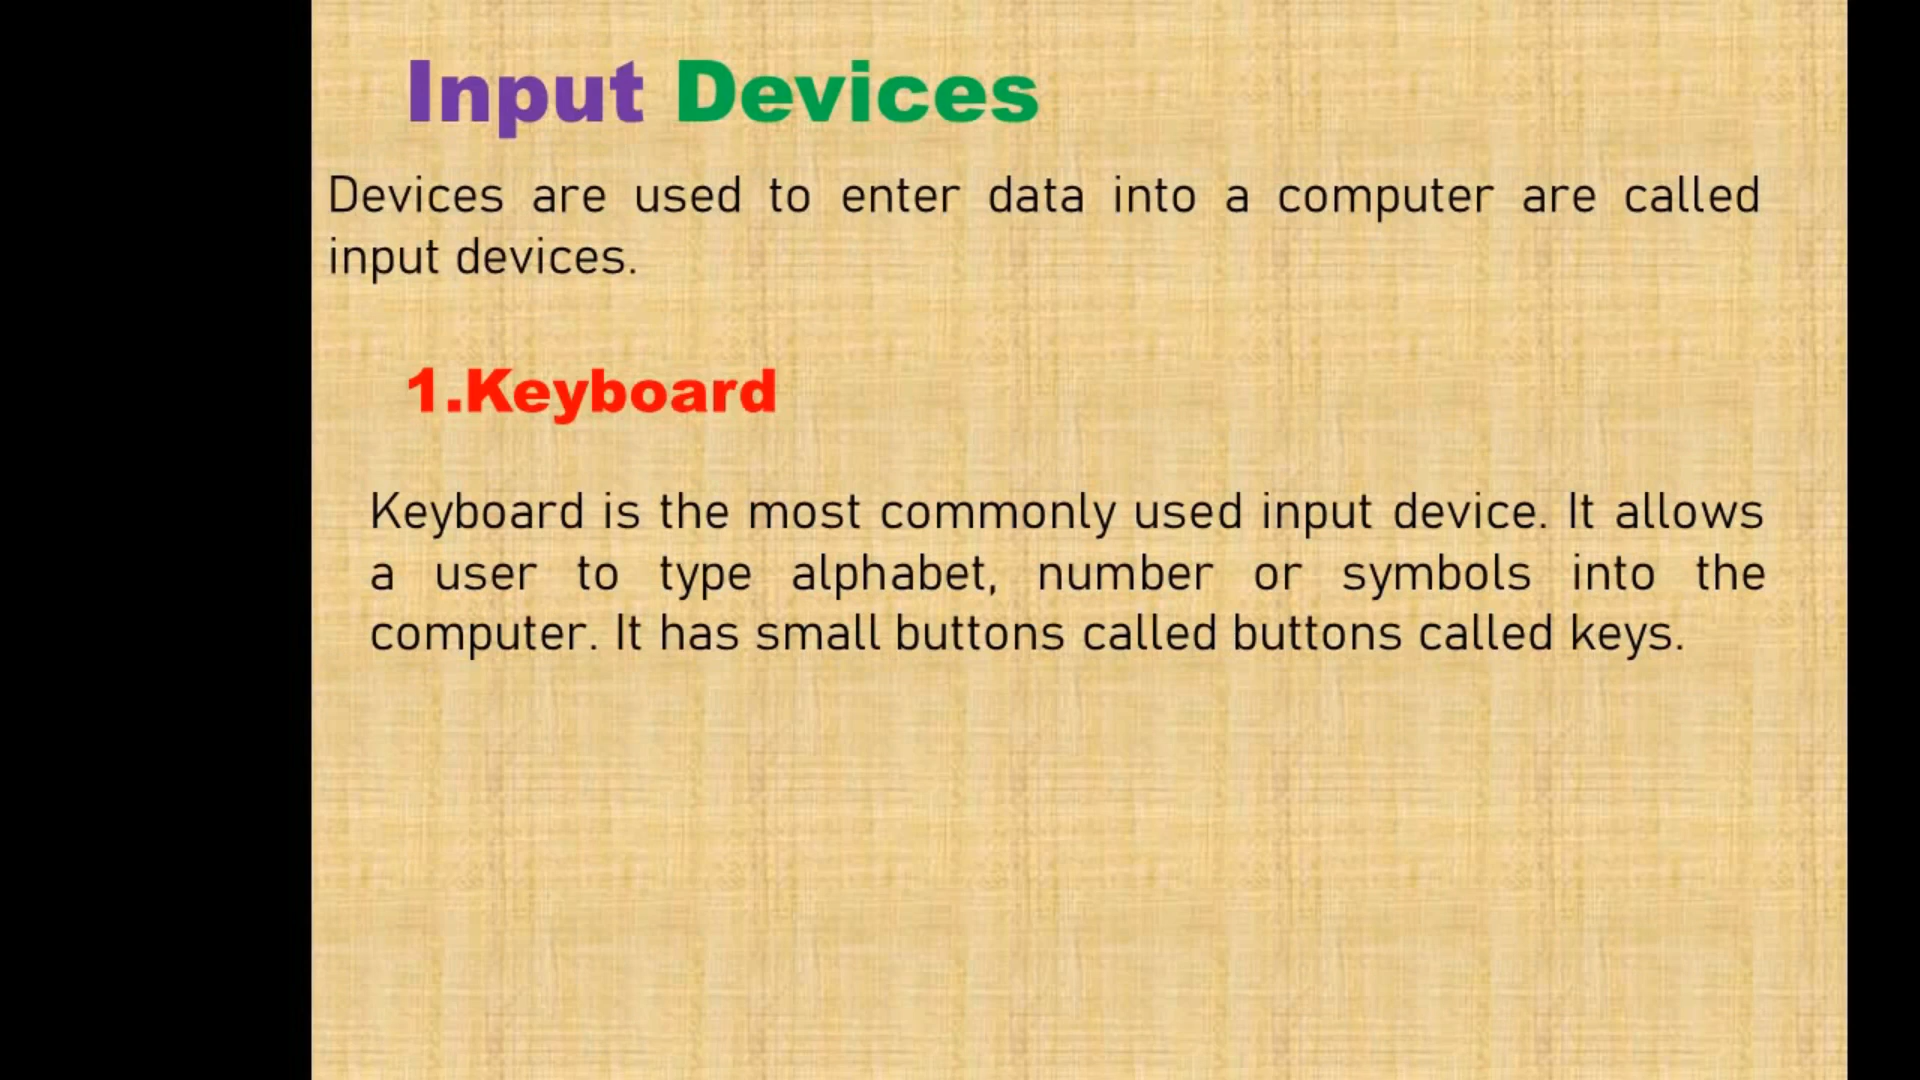 Input Devices
Devices are used to enter data into a computer are called
input devices.
1.Keyboard
Keyboard is the most commonly used input device. It allows
a user to type alphabet, number or symbols into the
computer. It has small buttons called buttons called keys.